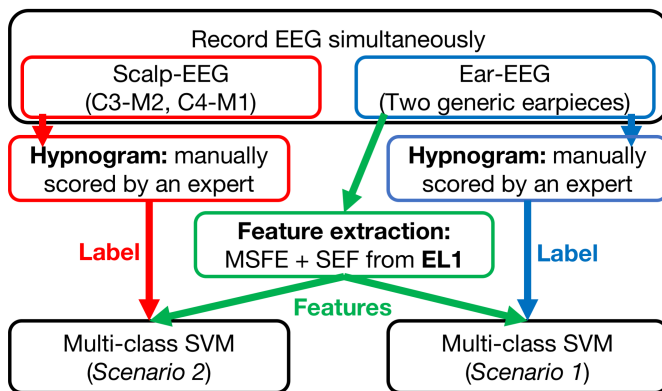 Record EEG simultaneously
Scalp-EEG
(C3-M2, C4-M1)
Ear-EEG
(Two generic earpieces)
Hypnogram: manually
scored by an expert
Hypnogram: manually
scored by an expert
Feature extraction:
MSFE + SEF from EL1
Label
Label
Features
Multi-class SVM
(Scenario 2)
Multi-class SVM
(Scenario 1)